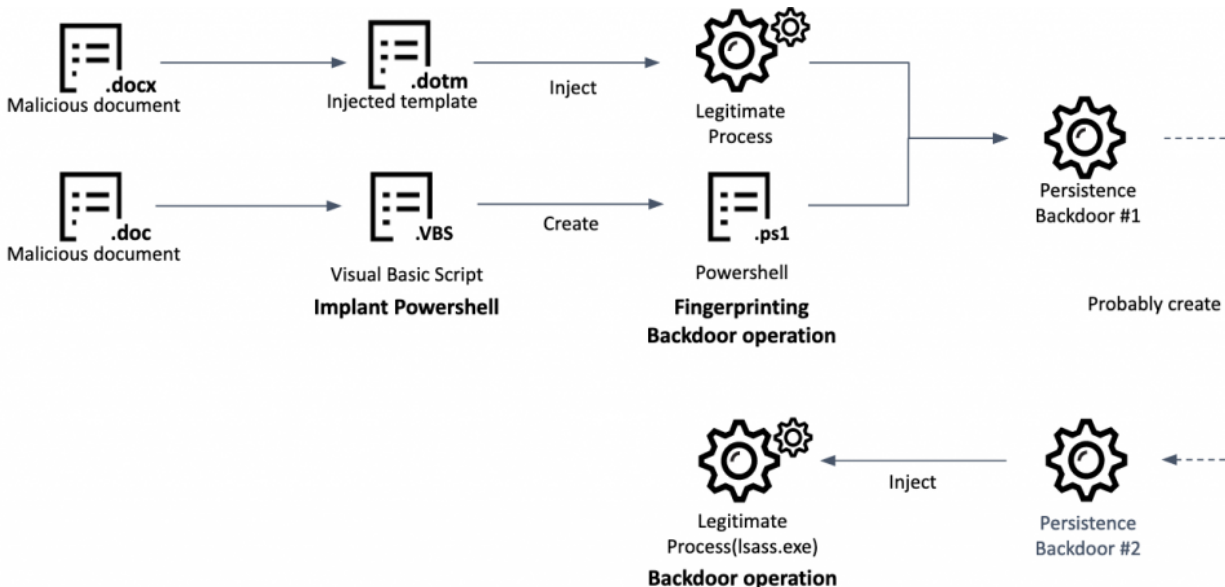 .docx
Malicious document
.dotm
Injected template
Inject
Legitimate
Process
Persistence
Backdoor #1
.doc
Malicious document
.VBS
Visual Basic Script
Implant Powershell
Create
.ps1
Powershell
Fingerprinting
Backdoor operation
Probably create
Legitimate
Process(lsass.exe)
Backdoor operation
Inject
Persistence
Backdoor #2